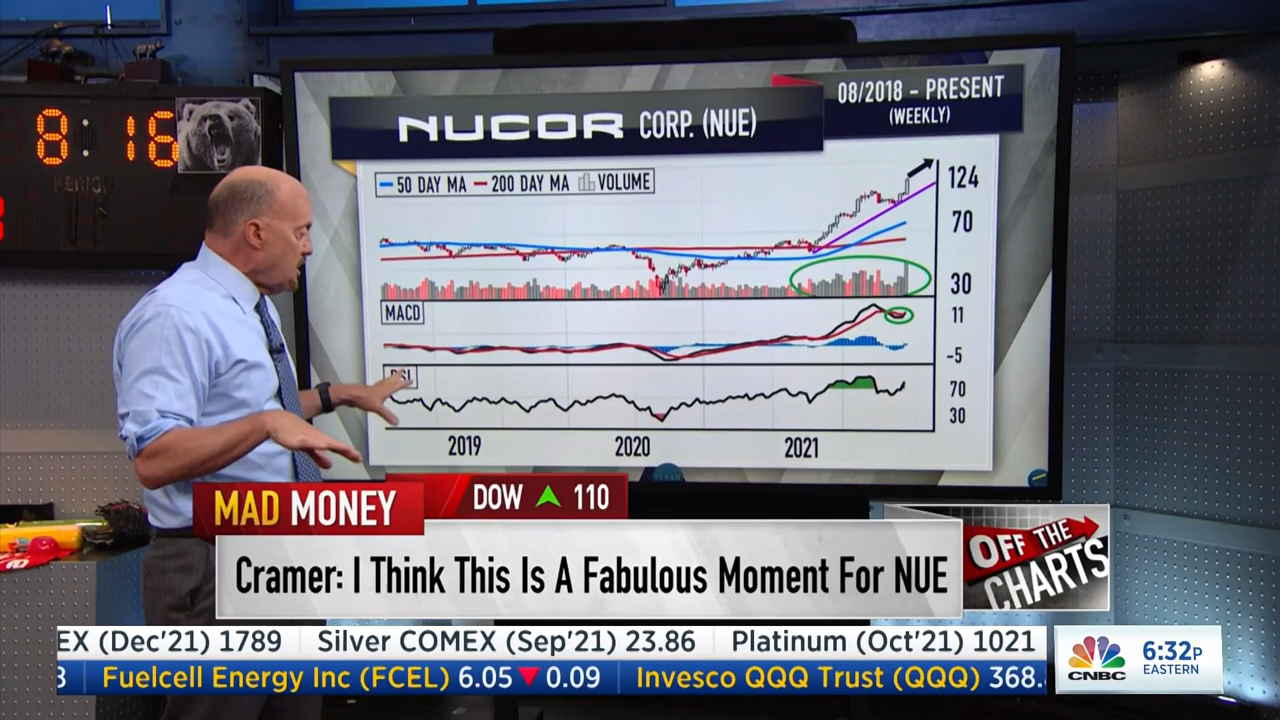 8:16
PERIOD
NUCOR CORP. (NUE)
08/2018 – PRESENT
(WEEKLY)
50 DAY MA 200 DAY MA VOLUME
124
70
30
MACD
11
-5
70
30
2019 2020 2021
MAD MONEY
DOW ▲ 110
Cramer: I Think This Is A Fabulous Moment For NUE
OFF THE CHARTS
EX (Dec'21) 1789 Silver COMEX (Sep'21) 23.86 Platinum (Oct'21) 1021
Fuelcell Energy Inc (FCEL) 6.05 ▼ 0.09 Invesco QQQ Trust (QQQ) 368.
CNBC
6:32P
EASTERN